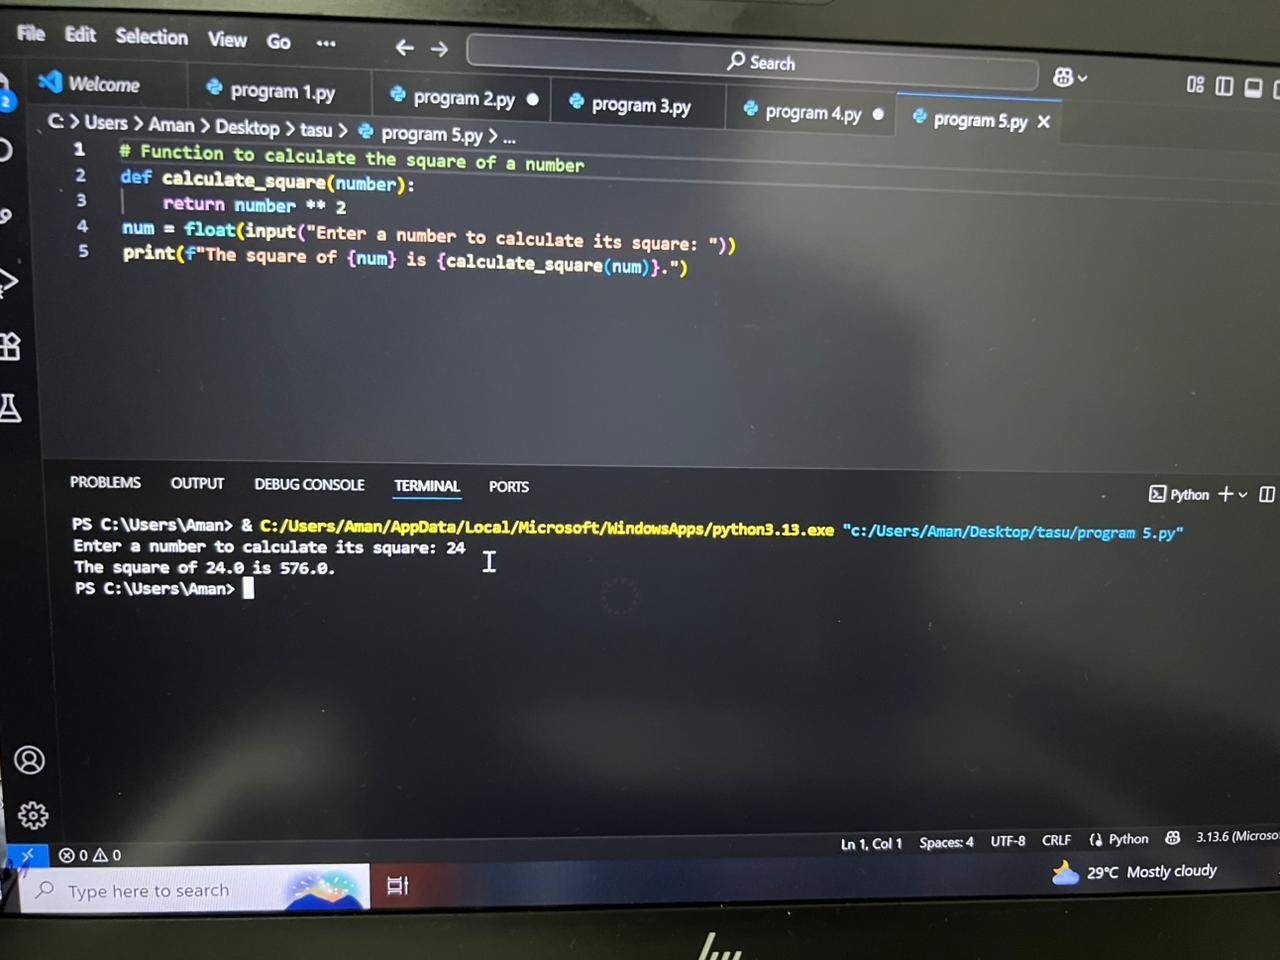 File Edit Selection View Go ... Search
2
Welcome program 1.py program 2.py program 3.py program 4.py program 5.py
C: > Users > Aman > Desktop > tasu > program 5.py > ...
1 # Function to calculate the square of a number
2 def calculate_square(number):
3 return number ** 2
4 num = float(input("Enter a number to calculate its square: "))
5 print(f"The square of {num} is {calculate_square(num)}.")
PROBLEMS OUTPUT DEBUG CONSOLE TERMINAL PORTS
Python
PS C:\Users\Aman> & C:/Users/Aman/AppData/Local/Microsoft/WindowsApps/python3.13.exe "c:/Users/Aman/Desktop/tasu/program 5.py"
Enter a number to calculate its square: 24
The square of 24.0 is 576.0.
PS C:\Users\Aman>
0 0 Ln 1, Col 1 Spaces: 4 UTF-8 CRLF Python 3.13.6 (Microso
Type here to search 29°C Mostly cloudy
hp